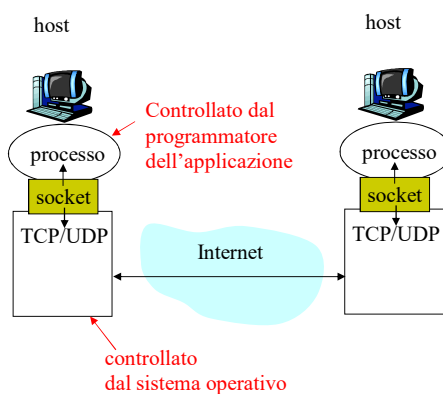 host
host
Controllato dal
programmatore
dell'applicazione
processo
processo
socket
socket
TCP/UDP
TCP/UDP
Internet
controllato
dal sistema operativo